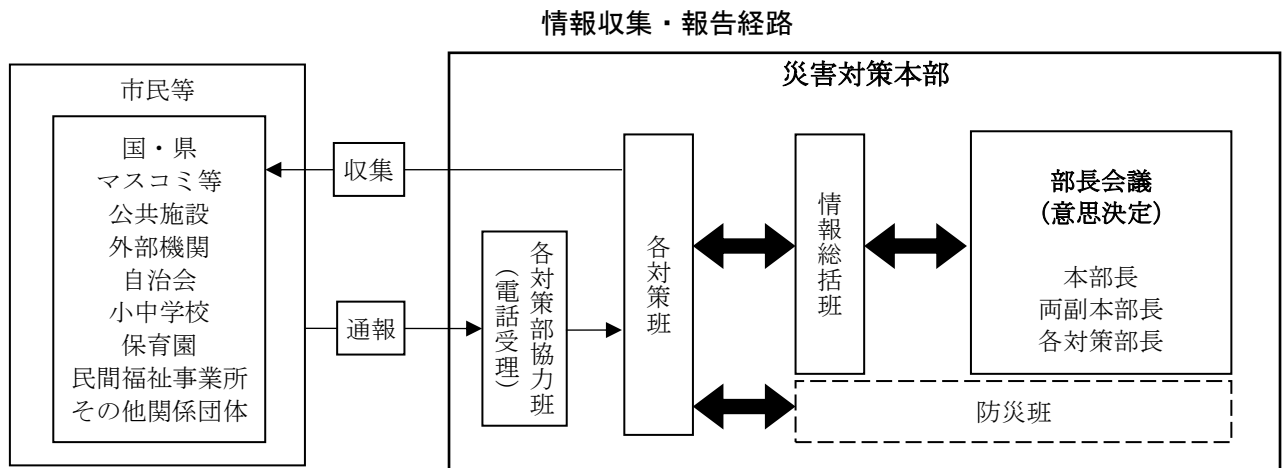 情報収集・報告経路
市民等
国・県
マスコミ等
公共施設
外部機関
自治会
小中学校
保育園
民間福祉事業所
その他関係団体
収集
通報
災害対策本部
各対策部協力班
（電話受理）
各対策班
情報総括班
部長会議
（意思決定）
本部長
両副本部長
各対策部長
防災班